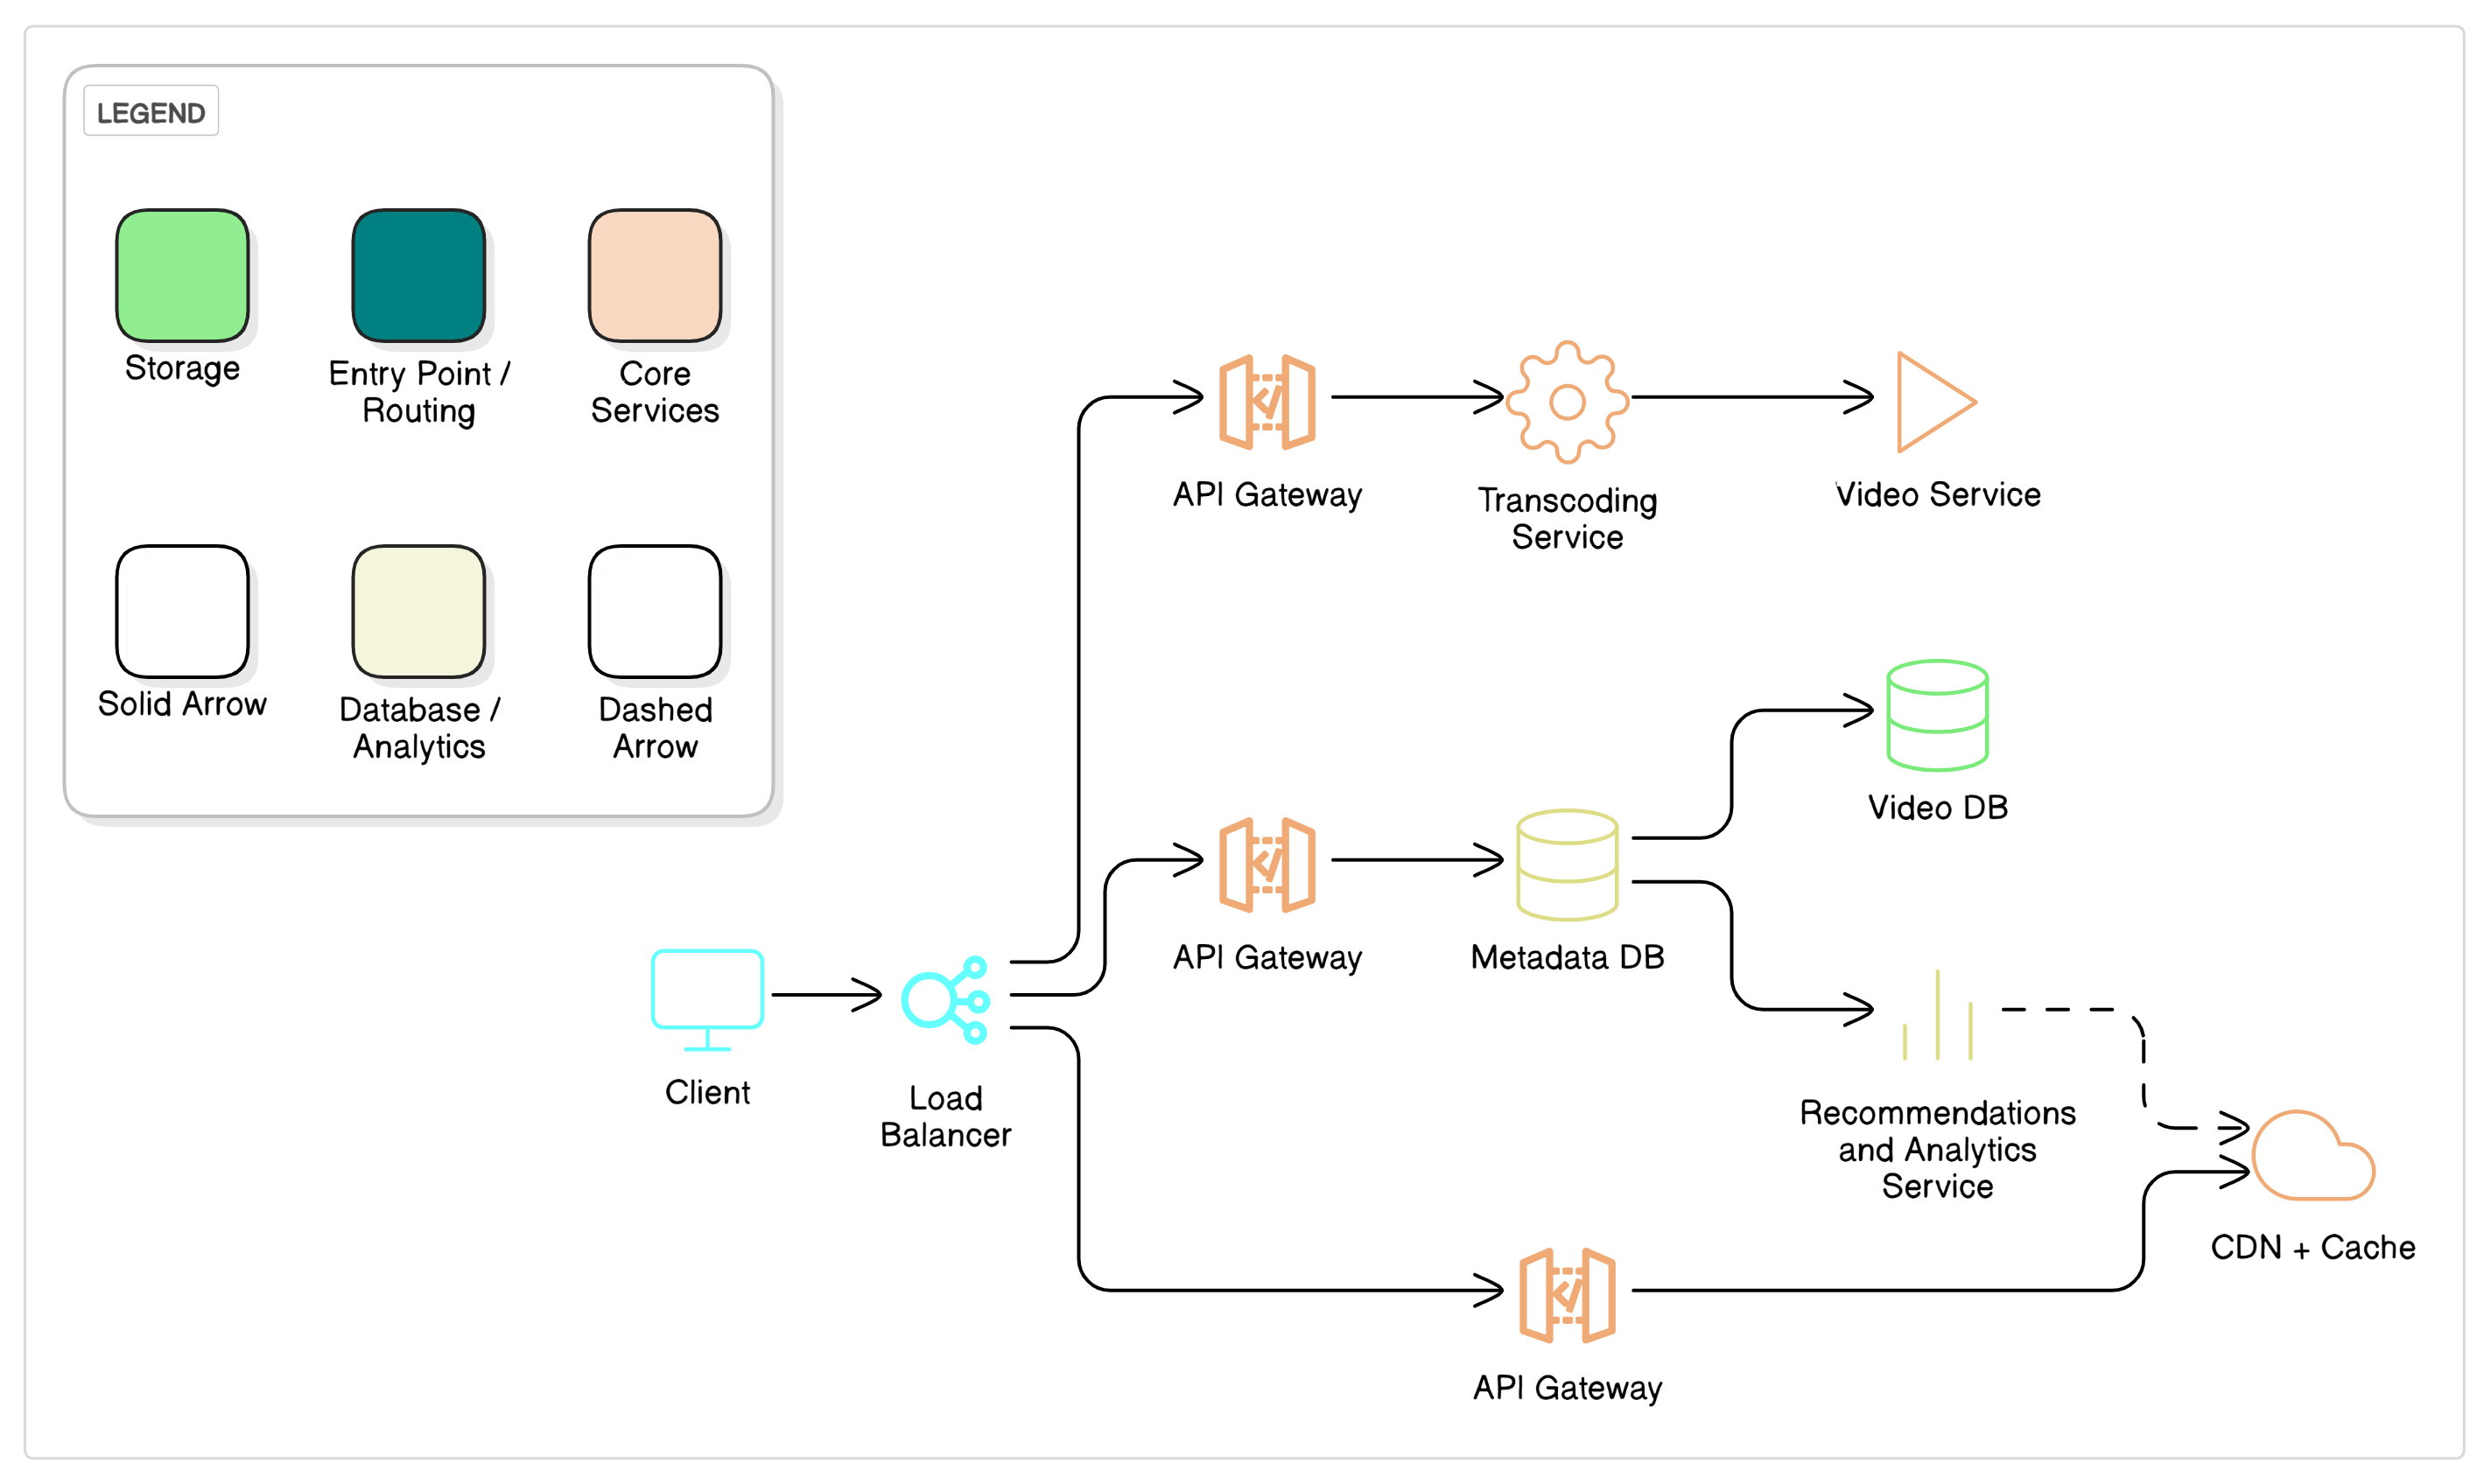 LEGEND
Storage
Entry Point /
Routing
Core
Services
Solid Arrow
Database /
Analytics
Dashed
Arrow
API Gateway
Transcoding
Service
Video Service
Video DB
API Gateway
Metadata DB
Client
Load
Balancer
Recommendations
and Analytics
Service
CDN + Cache
API Gateway